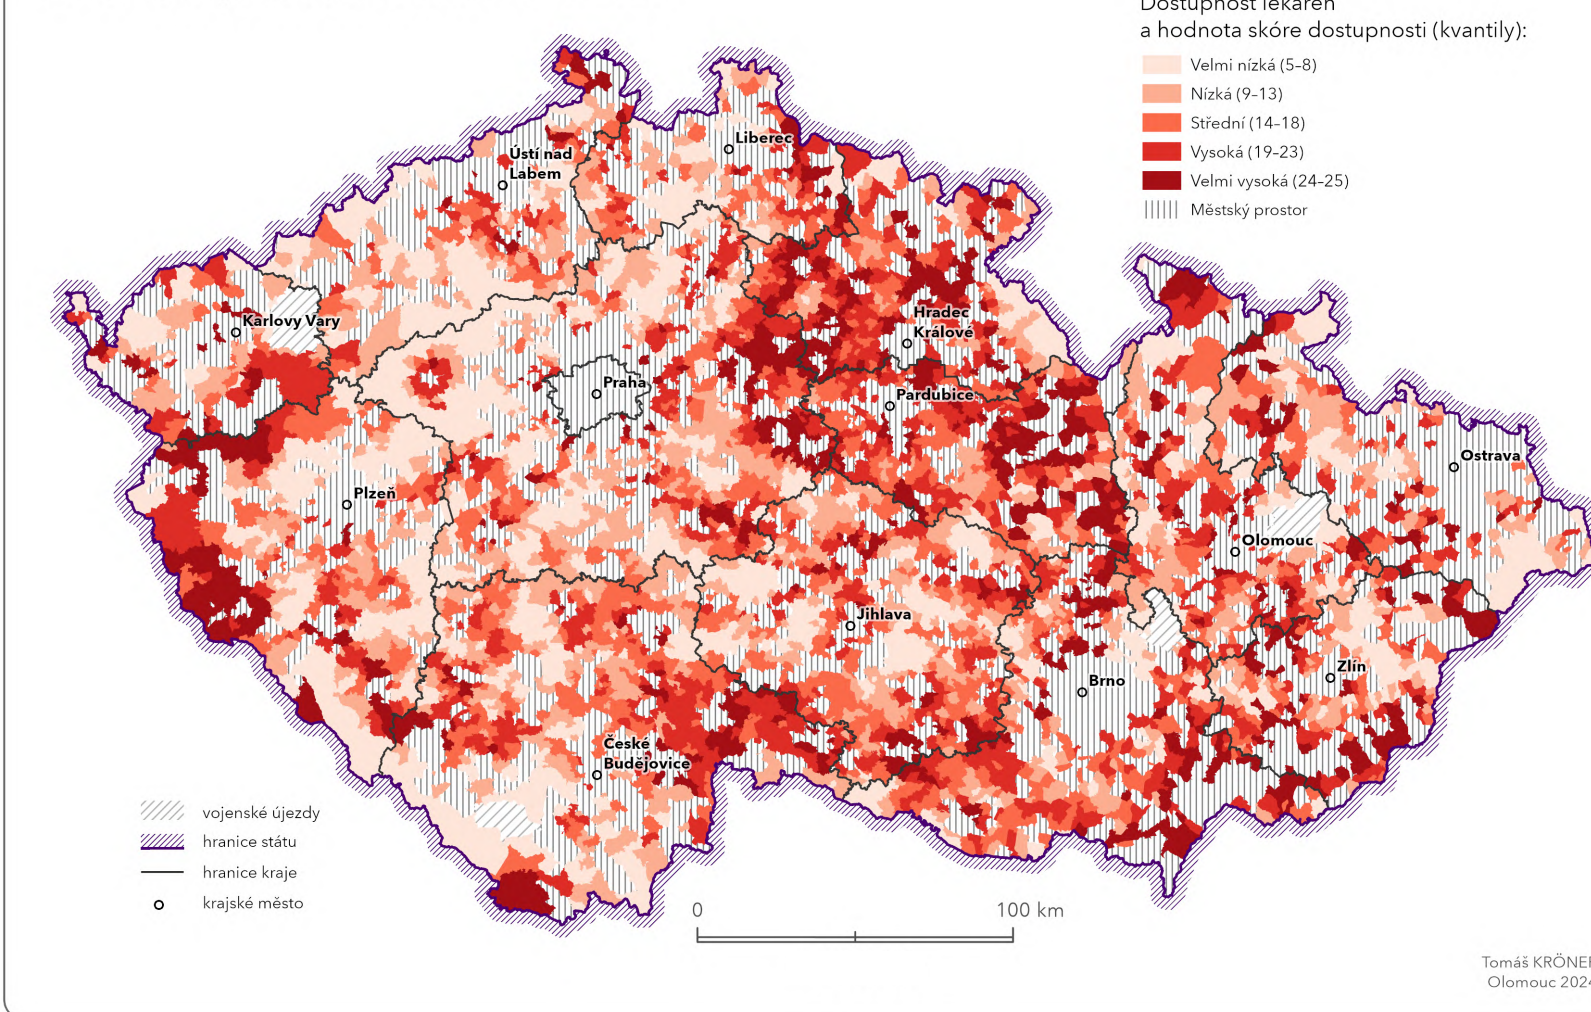 Dostupnost lékáren
a hodnota skóre dostupnosti (kvantily):
Velmi nízká (5–8)
Nízká (9–13)
Střední (14–18)
Vysoká (19–23)
Velmi vysoká (24–25)
Městský prostor
Liberec
Ústí nad
Labem
Karlovy Vary
Hradec
Králové
Praha
Pardubice
Ostrava
Plzeň
Olomouc
Jihlava
Zlín
Brno
České
Budějovice
vojenské újezdy
hranice státu
hranice kraje
krajské město
0
100 km
Tomáš KRÖNER
Olomouc 2024